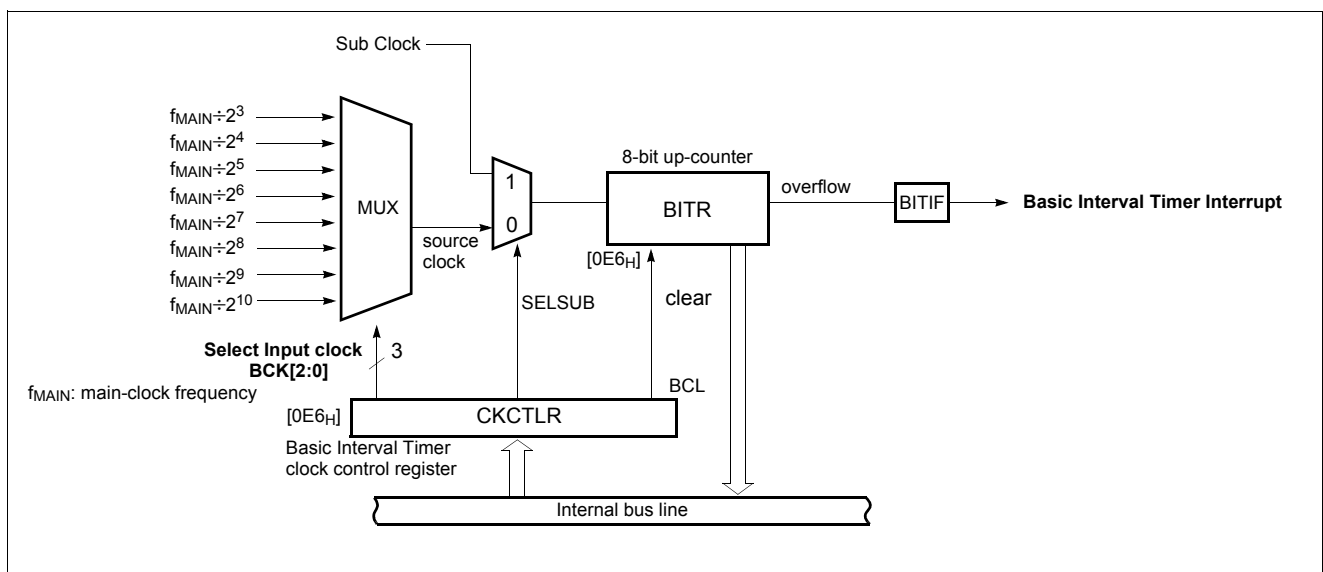 Sub Clock
fMAIN÷2³
fMAIN÷2⁴
fMAIN÷2⁵
fMAIN÷2⁶
fMAIN÷2⁷
fMAIN÷2⁸
fMAIN÷2⁹
fMAIN÷2¹⁰
MUX
source
clock
1
0
8-bit up-counter
BITR
[0E6H]
overflow
BITIF
Basic Interval Timer Interrupt
SELSUB
clear
Select Input clock
BCK[2:0]
3
fMAIN: main-clock frequency
BCL
[0E6H]
CKCTLR
Basic Interval Timer
clock control register
Internal bus line